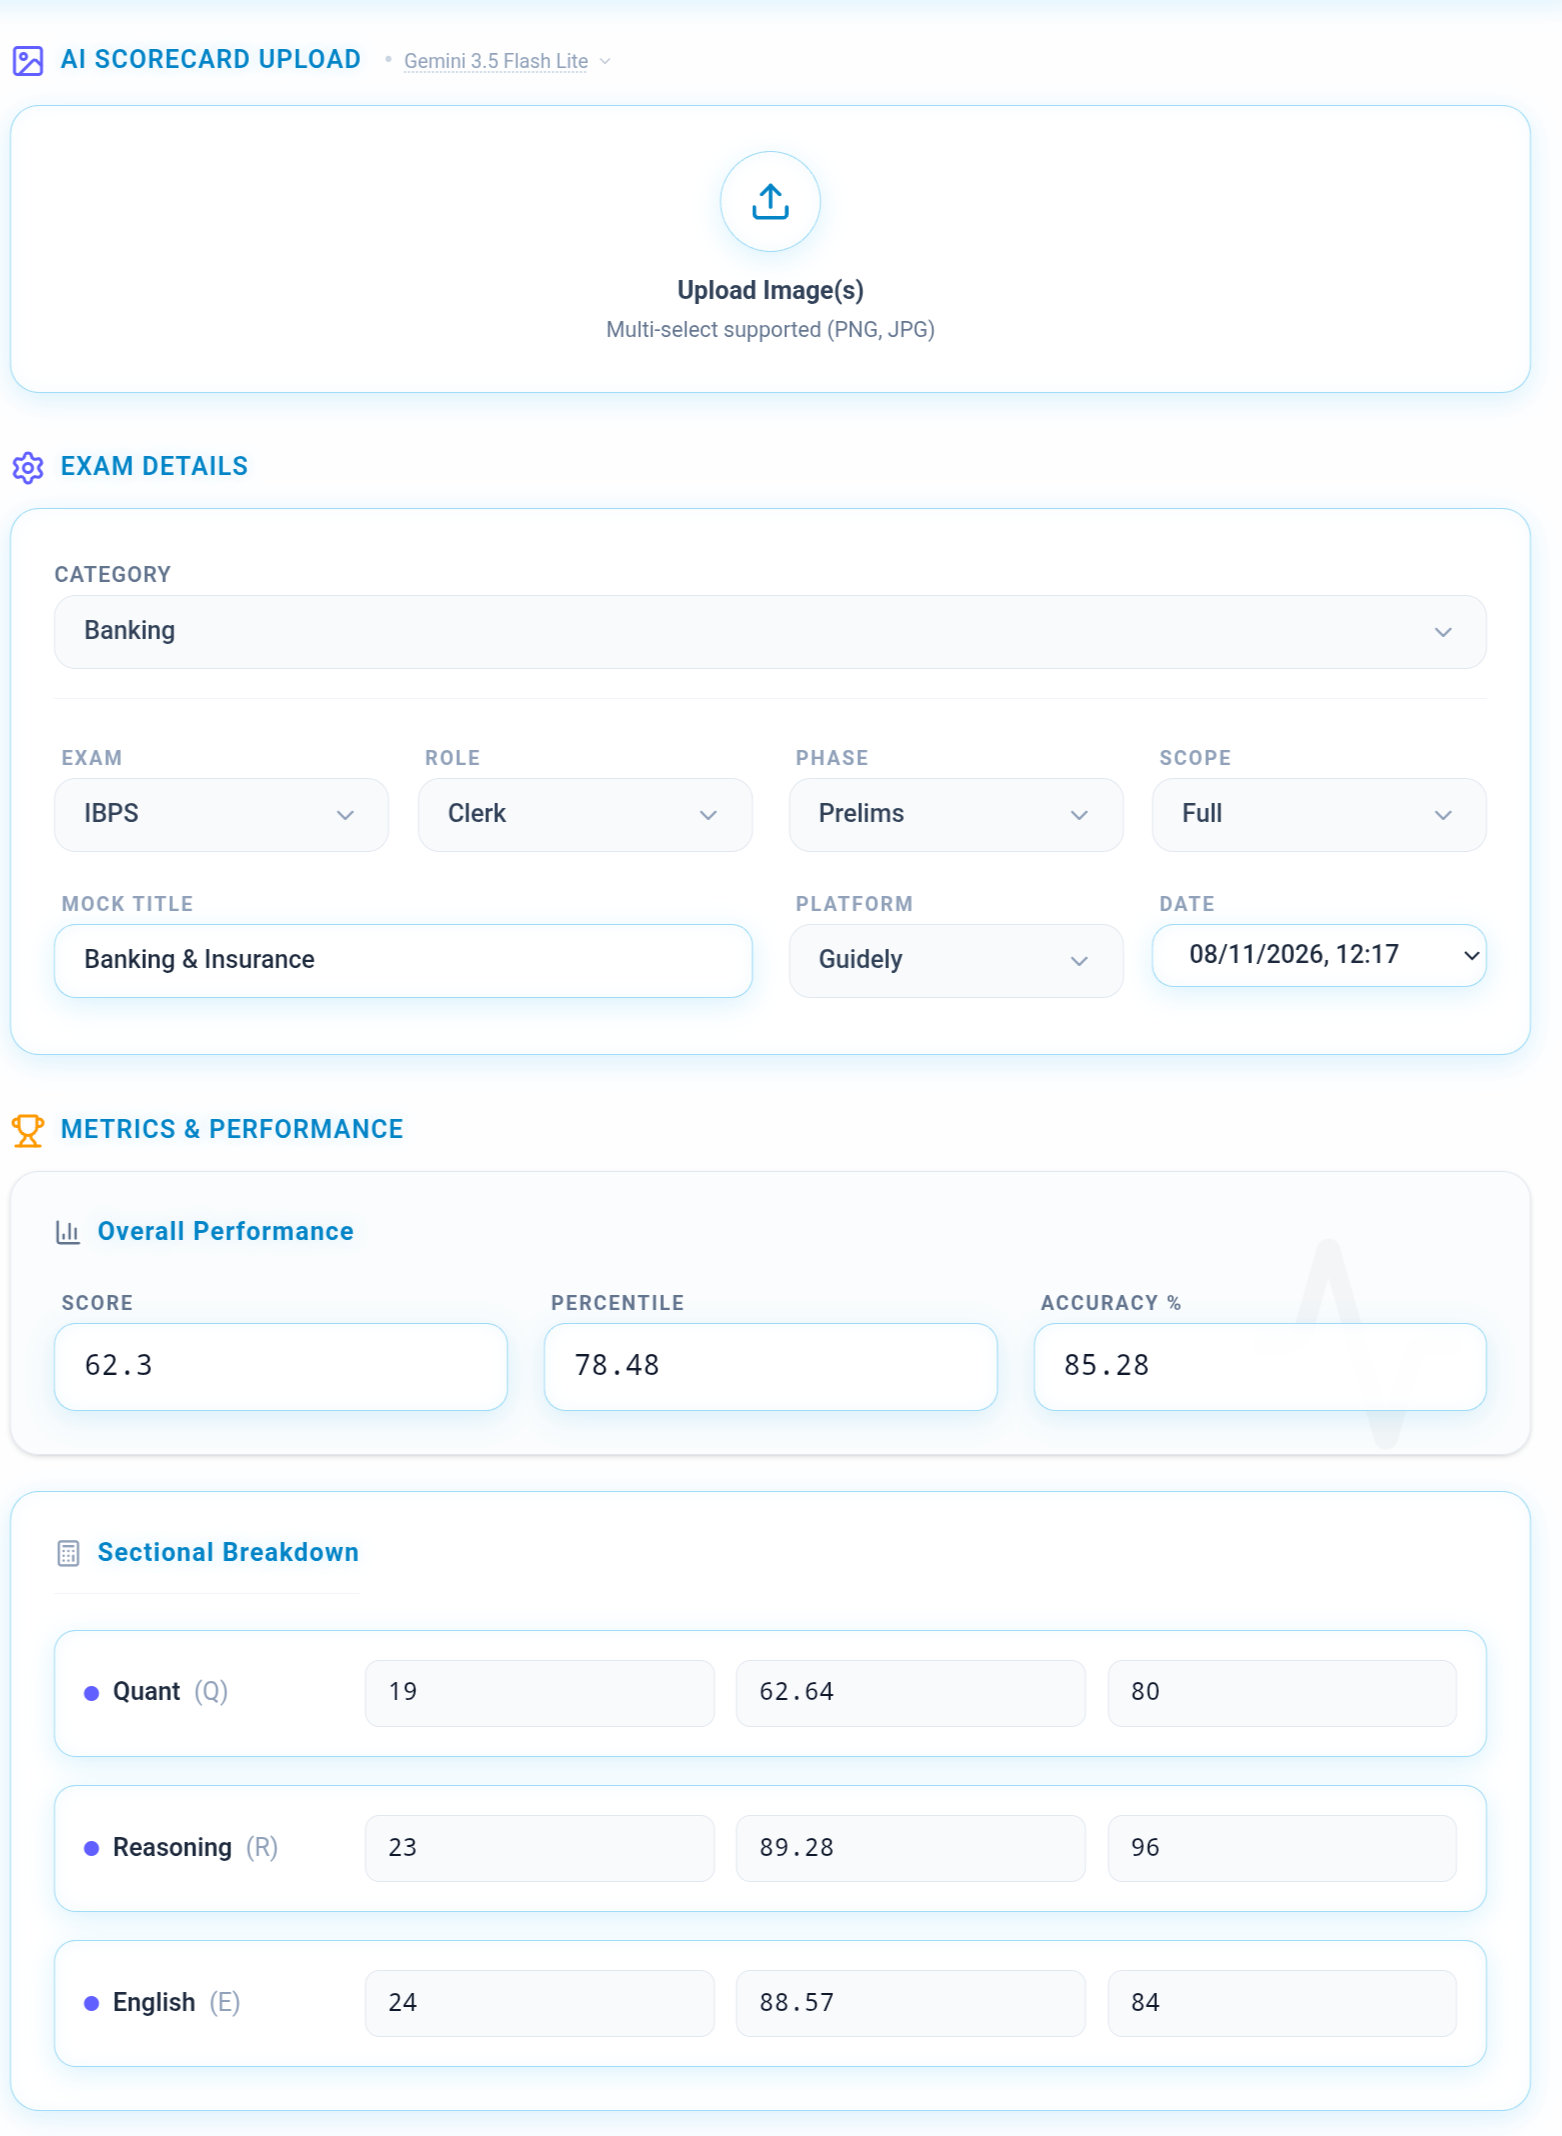 AI SCORECARD UPLOAD • Gemini 3.5 Flash Lite
Upload Image(s)
Multi-select supported (PNG, JPG)
EXAM DETAILS
CATEGORY
Banking
EXAM ROLE PHASE SCOPE
IBPS Clerk Prelims Full
MOCK TITLE PLATFORM DATE
Banking & Insurance Guidely 08/11/2026, 12:17
METRICS & PERFORMANCE
Overall Performance
SCORE PERCENTILE ACCURACY %
62.3 78.48 85.28
Sectional Breakdown
Quant (Q) 19 62.64 80
Reasoning (R) 23 89.28 96
English (E) 24 88.57 84